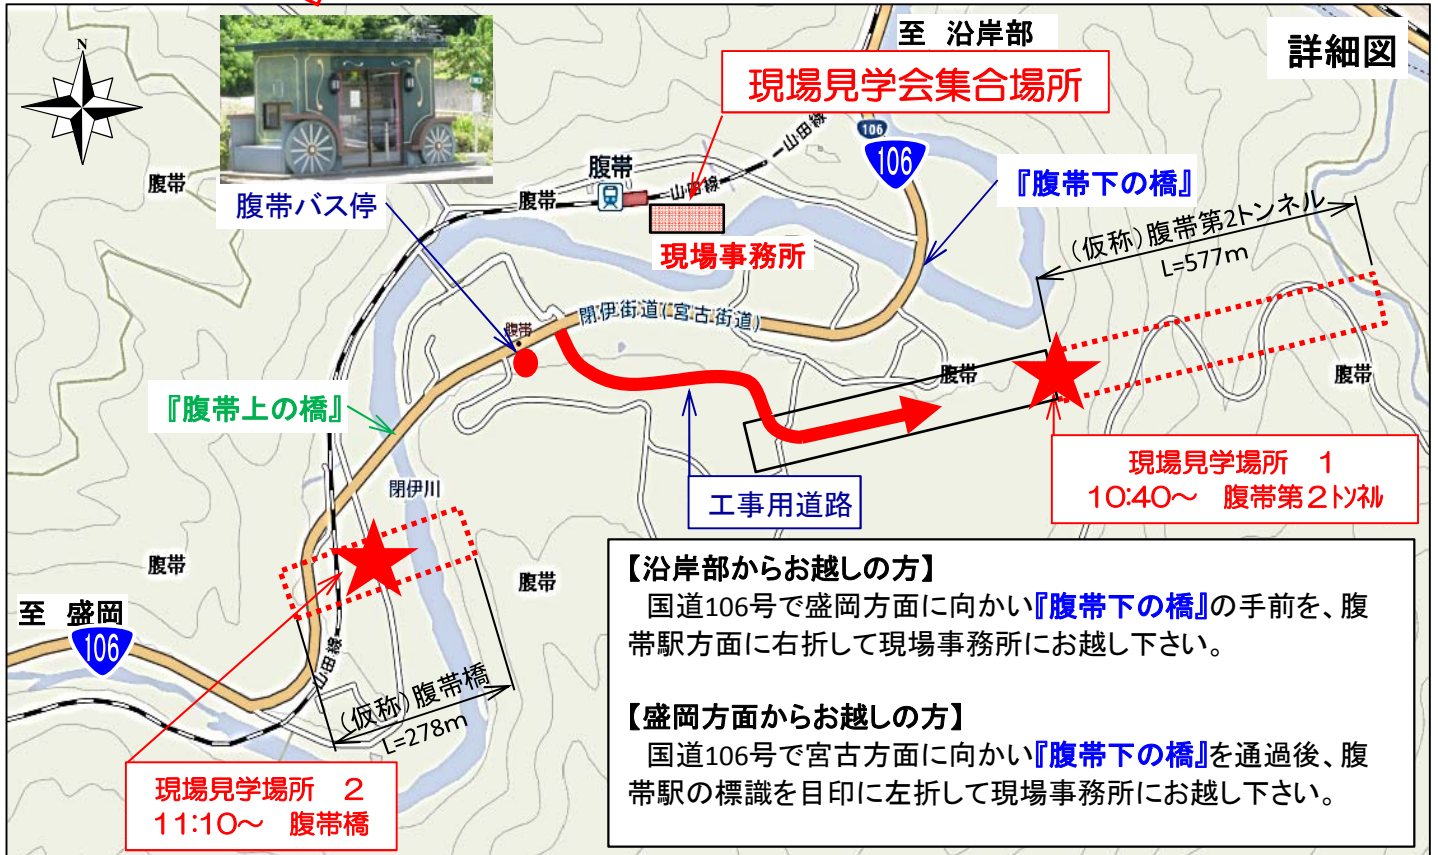 N
至 沿岸部
詳細図
現場見学会集合場所
山田線
106
106
腹帯
腹帯
腹帯
山田線
『腹帯下の橋』
腹帯バス停
現場事務所
(仮称)腹帯第2トンネル
L=577m
閉伊街道(宮古街道)
腹帯
腹帯
腹帯
『腹帯上の橋』
現場見学場所 1
10:40～ 腹帯第2トンネル
閉伊川
工事用道路
腹帯
腹帯
至 盛岡
106
山田線
(仮称)腹帯橋
L=278m
現場見学場所 2
11:10～ 腹帯橋
【沿岸部からお越しの方】
国道106号で盛岡方面に向かい『腹帯下の橋』の手前を、腹
帯駅方面に右折して現場事務所にお越し下さい。
【盛岡方面からお越しの方】
国道106号で宮古方面に向かい『腹帯下の橋』を通過後、腹
帯駅の標識を目印に左折して現場事務所にお越し下さい。